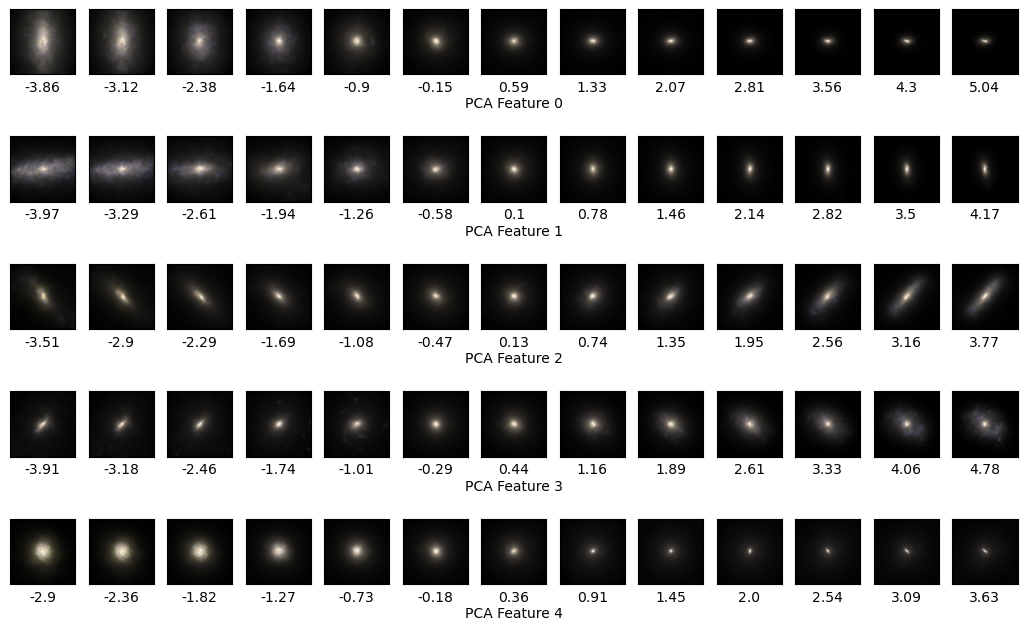 -3.86 -3.12 -2.38 -1.64 -0.9 -0.15 0.59 1.33 2.07 2.81 3.56 4.3 5.04
PCA Feature 0
-3.97 -3.29 -2.61 -1.94 -1.26 -0.58 0.1 0.78 1.46 2.14 2.82 3.5 4.17
PCA Feature 1
-3.51 -2.9 -2.29 -1.69 -1.08 -0.47 0.13 0.74 1.35 1.95 2.56 3.16 3.77
PCA Feature 2
-3.91 -3.18 -2.46 -1.74 -1.01 -0.29 0.44 1.16 1.89 2.61 3.33 4.06 4.78
PCA Feature 3
-2.9 -2.36 -1.82 -1.27 -0.73 -0.18 0.36 0.91 1.45 2.0 2.54 3.09 3.63
PCA Feature 4